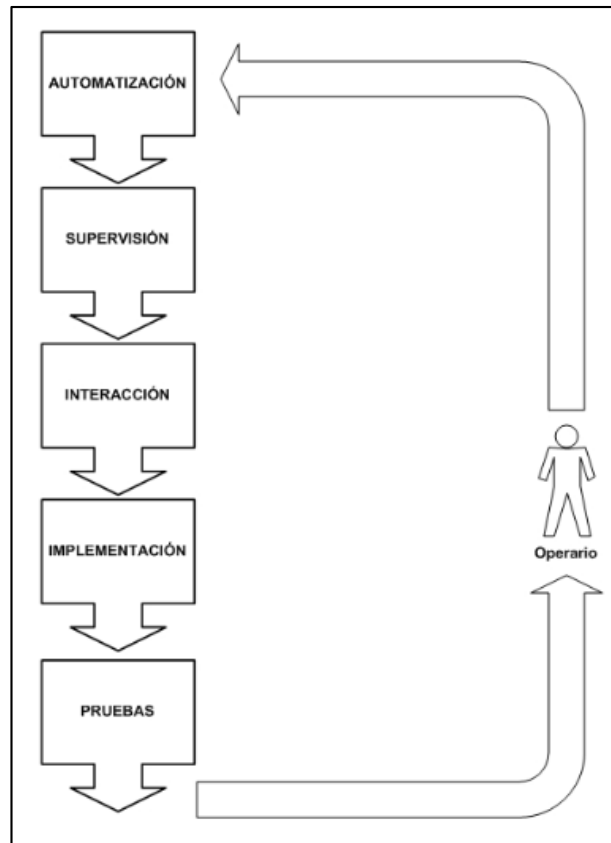 AUTOMATIZACIÓN
SUPERVISIÓN
INTERACCIÓN
IMPLEMENTACIÓN
PRUEBAS
Operario